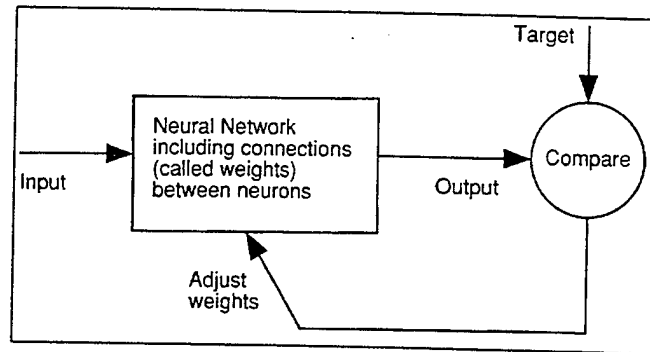 Target
Neural Network
including connections
(called weights)
between neurons
Compare
Input
Output
Adjust
weights